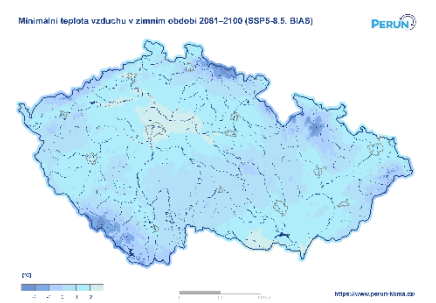 Minimální teplota vzduchu v zimním období 2081–2100 (SSP5-8.5. BIAS)
PERUN
[°C]
https://www.perun-klima.cz/